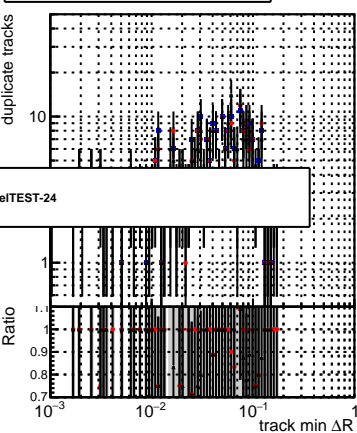 duplicate tracks
10
elTEST-24
1
Ratio
1.1
1
0.9
0.8
0.7
10⁻³ 10⁻² 10⁻¹ 1
track min ΔR